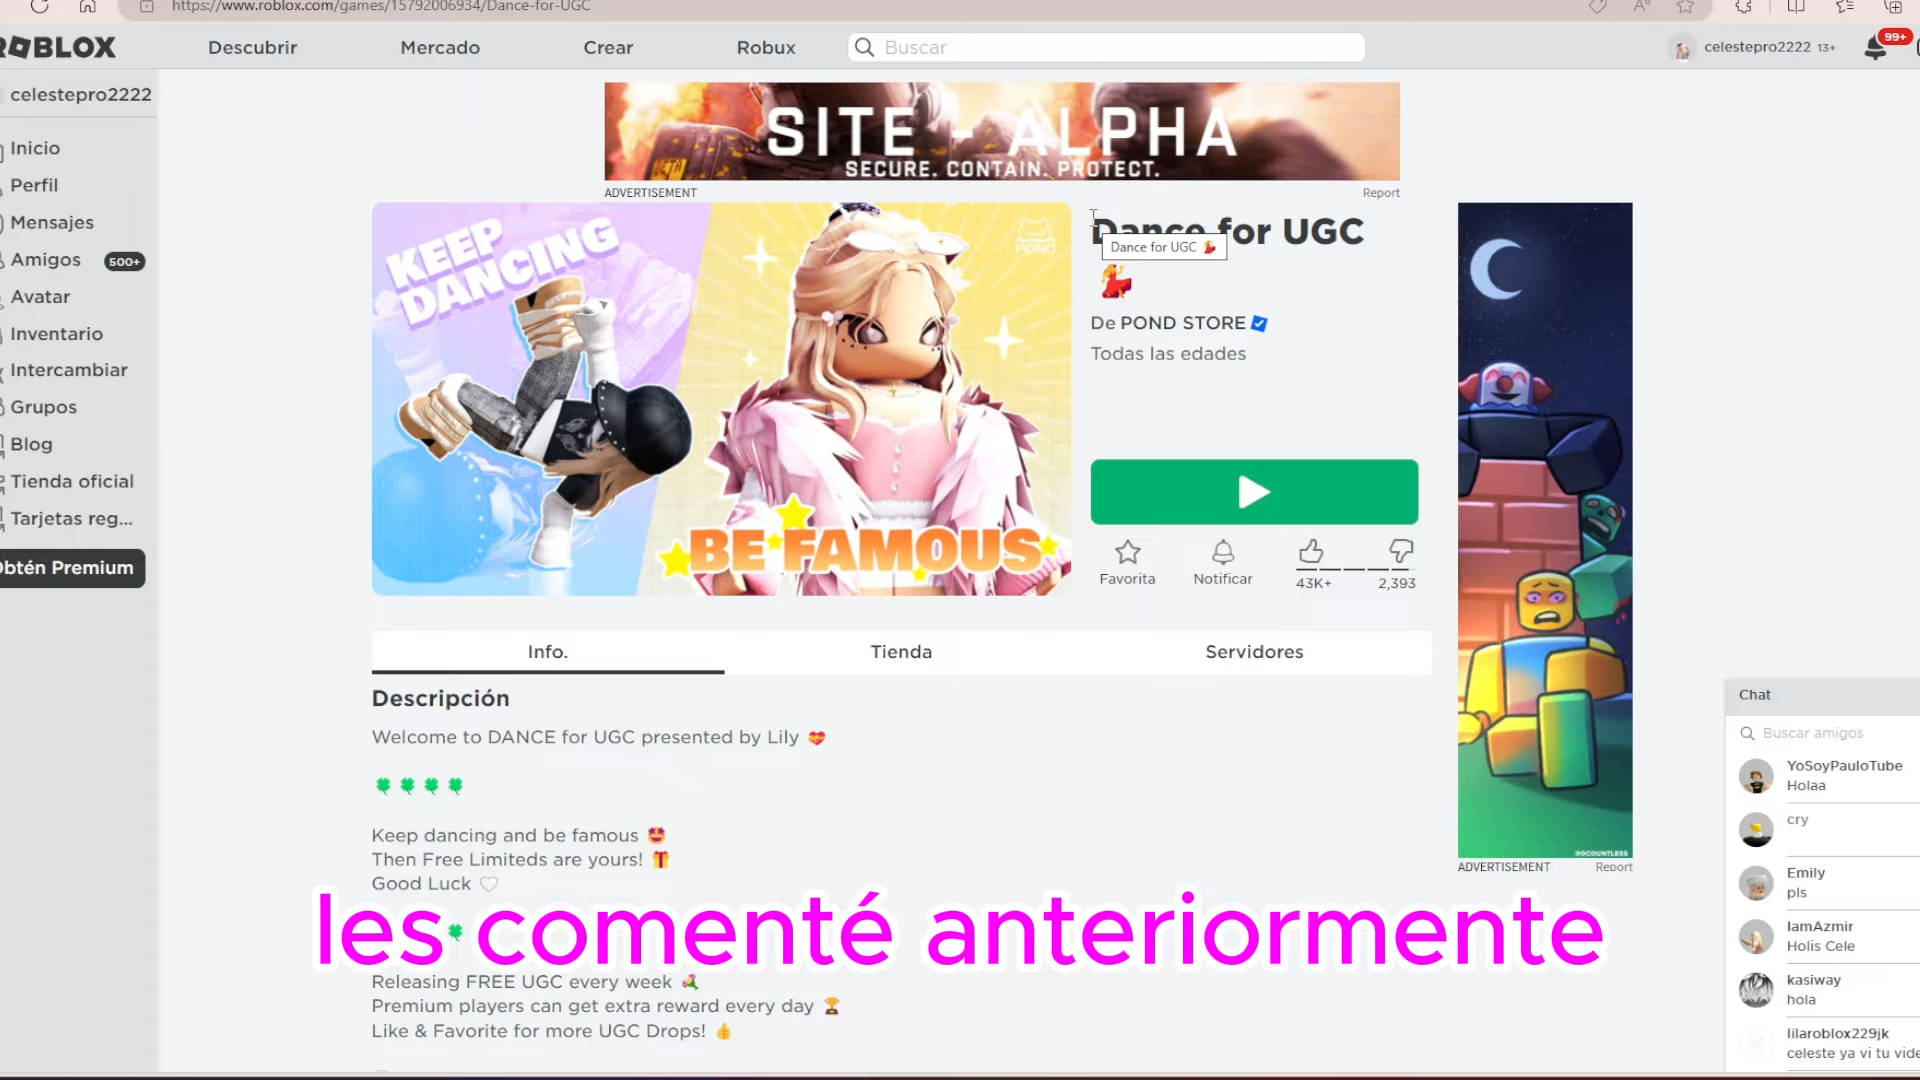 https://www.roblox.com/games/15792006934/Dance-for-UGC
ROBLOX
Descubrir
Mercado
Crear
Robux
Buscar
celestepro2222 13+
99+
celestepro2222
Inicio
Perfil
Mensajes
Amigos 500+
Avatar
Inventario
Intercambiar
Grupos
Blog
Tienda oficial
Tarjetas reg...
Obtén Premium
SITE - ALPHA
SECURE. CONTAIN. PROTECT.
ADVERTISEMENT
Report
KEEP
DANCING
POND
BE FAMOUS
Dance for UGC
💃
Dance for UGC 💃
De POND STORE
Todas las edades
Favorita
Notificar
43K+
2,393
Info.
Tienda
Servidores
Descripción
Welcome to DANCE for UGC presented by Lily 💝
🍀 🍀 🍀 🍀
Keep dancing and be famous 🤩
Then Free Limiteds are yours! 🎁
Good Luck 🤍
les comenté anteriormente
Releasing FREE UGC every week 💐
Premium players can get extra reward every day 🏆
Like & Favorite for more UGC Drops! 👍
@GCOUNTLESS
ADVERTISEMENT
Report
Chat
Buscar amigos
YoSoyPauloTube
Holaa
cry
Emily
pls
IamAzmir
Holis Cele
kasiway
hola
lilaroblox229jk
celeste ya vi tu vide